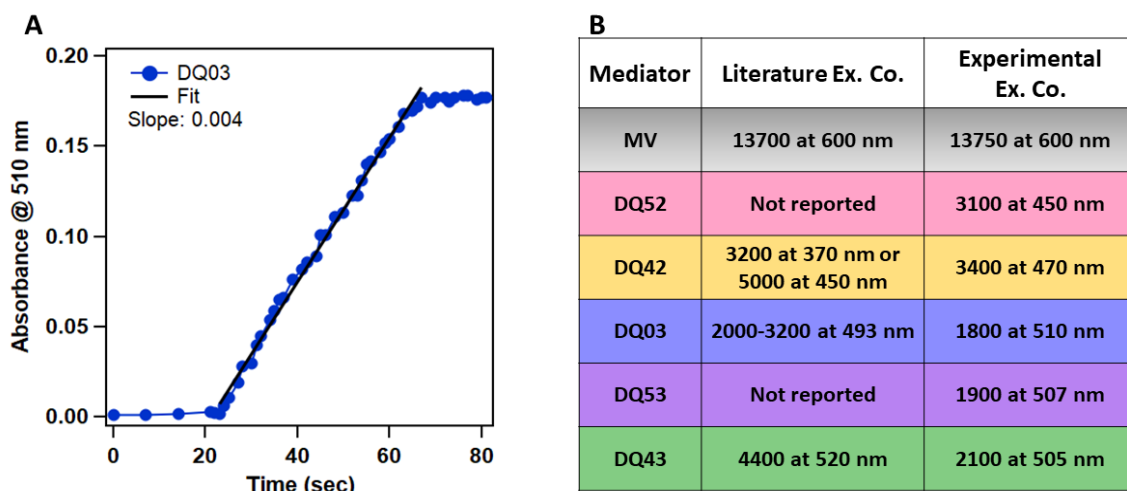 A
0.20
0.15
0.10
0.05
0.00
Absorbance @ 510 nm
DQ03
Fit
Slope: 0.004
0
20
40
60
80
Time (sec)
B
Mediator
Literature Ex. Co.
Experimental
Ex. Co.
MV
13700 at 600 nm
13750 at 600 nm
DQ52
Not reported
3100 at 450 nm
DQ42
3200 at 370 nm or
5000 at 450 nm
3400 at 470 nm
DQ03
2000-3200 at 493 nm
1800 at 510 nm
DQ53
Not reported
1900 at 507 nm
DQ43
4400 at 520 nm
2100 at 505 nm